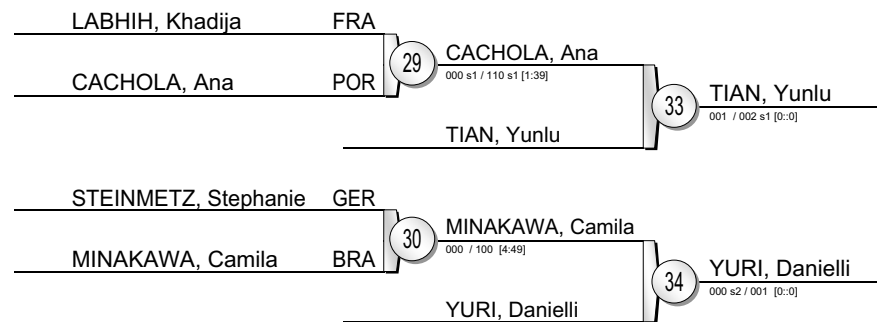 LABHIH, Khadija FRA
29
CACHOLA, Ana
000 s1 / 110 s1 [1:39]
CACHOLA, Ana POR
33
TIAN, Yunlu
001 / 002 s1 [0::0]
TIAN, Yunlu
STEINMETZ, Stephanie GER
30
MINAKAWA, Camila
000 / 100 [4:49]
MINAKAWA, Camila BRA
34
YURI, Danielli
000 s2 / 001 [0::0]
YURI, Danielli